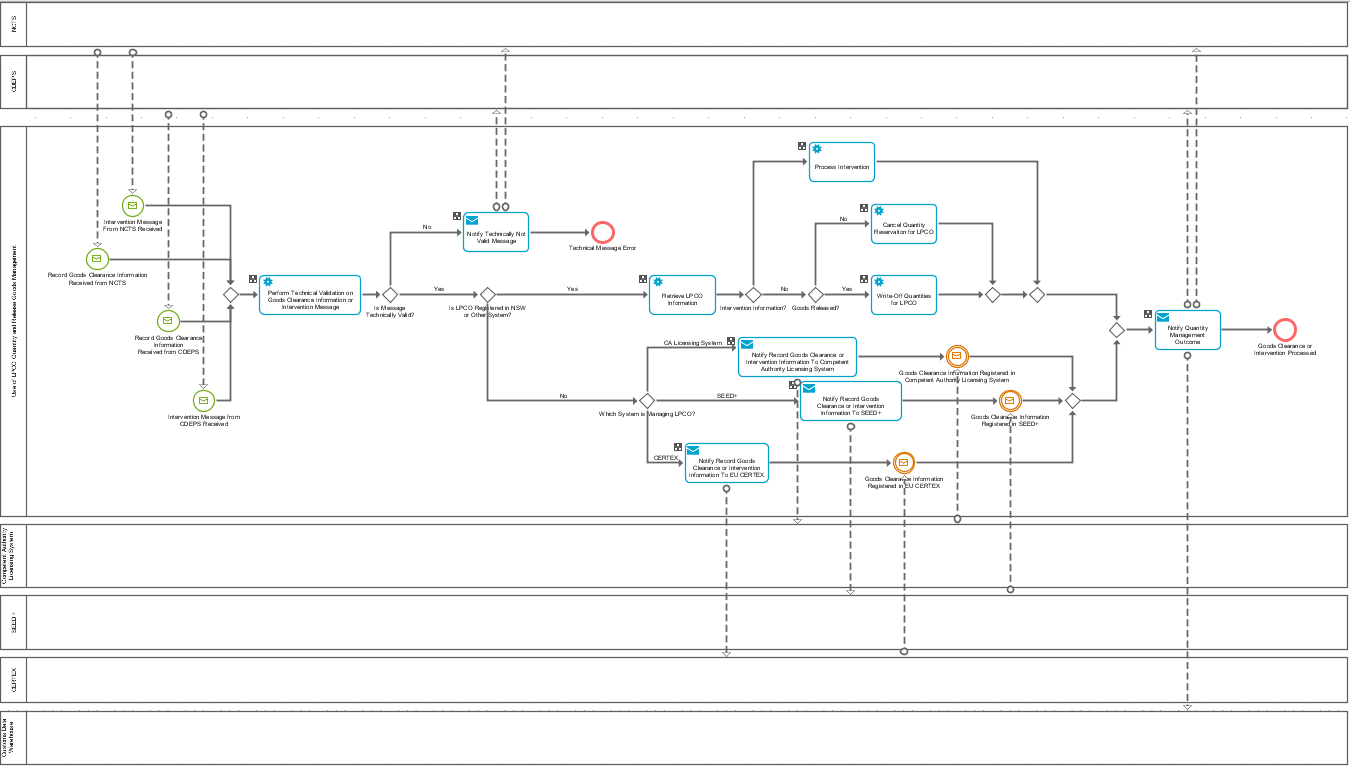 NCTS
CDEPS
Use of LPCO Quantity and Release Goods Management
Intervention Message
From NCTS Received
Record Goods Clearance Information
Received from NCTS
Record Goods Clearance
Information
Received from CDEPS
Intervention Message from
CDEPS Received
Perform Technical Validation on
Goods Clearance Information or
Intervention Message
Is Message
Technically Valid?
No
Yes
Notify Technically Not
Valid Message
Technical Message Error
Is LPCO Registered in NSW
or Other System?
Yes
No
Retrieve LPCO
Information
Intervention Information?
No
Process Intervention
Goods Released?
No
Yes
Cancel Quantity
Reservation for LPCO
Write-Off Quantities
for LPCO
Which System is Managing LPCO?
CA Licensing System
SEED+
CERTEX
Notify Record Goods Clearance or
Intervention Information To Competent
Authority Licensing System
Goods Clearance Information Registered in
Competent Authority Licensing System
Notify Record Goods
Clearance or Intervention
Information To SEED+
Goods Clearance Information
Registered in SEED+
Notify Record Goods
Clearance or Intervention
Information To EU CERTEX
Goods Clearance Information
Registered in EU CERTEX
Notify Quantity
Management
Outcome
Goods Clearance or
Intervention Processed
Competent Authority
Licensing System
SEED+
CERTEX
Customs Data
Warehouse